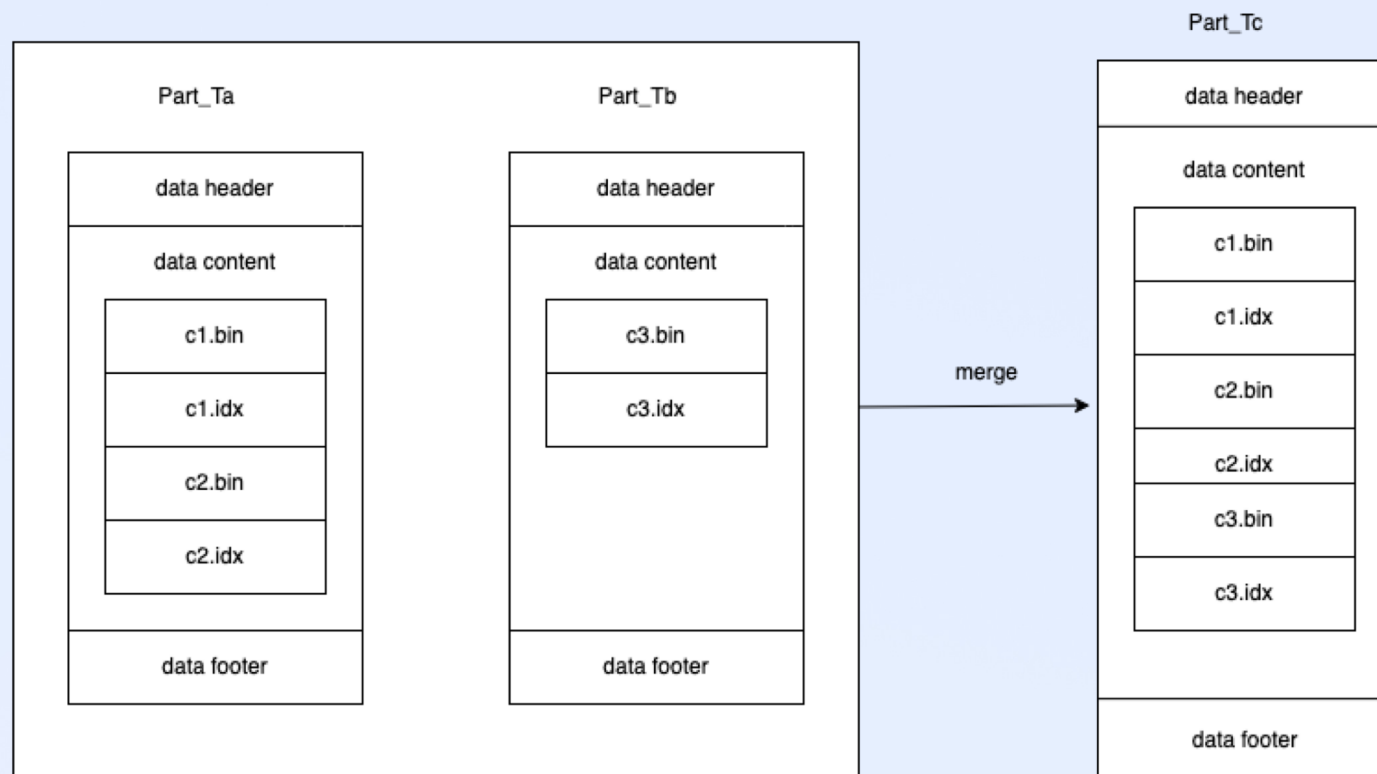 Part_Ta
data header
data content
c1.bin
c1.idx
c2.bin
c2.idx
data footer
Part_Tb
data header
data content
c3.bin
c3.idx
data footer
merge
Part_Tc
data header
data content
c1.bin
c1.idx
c2.bin
c2.idx
c3.bin
c3.idx
data footer